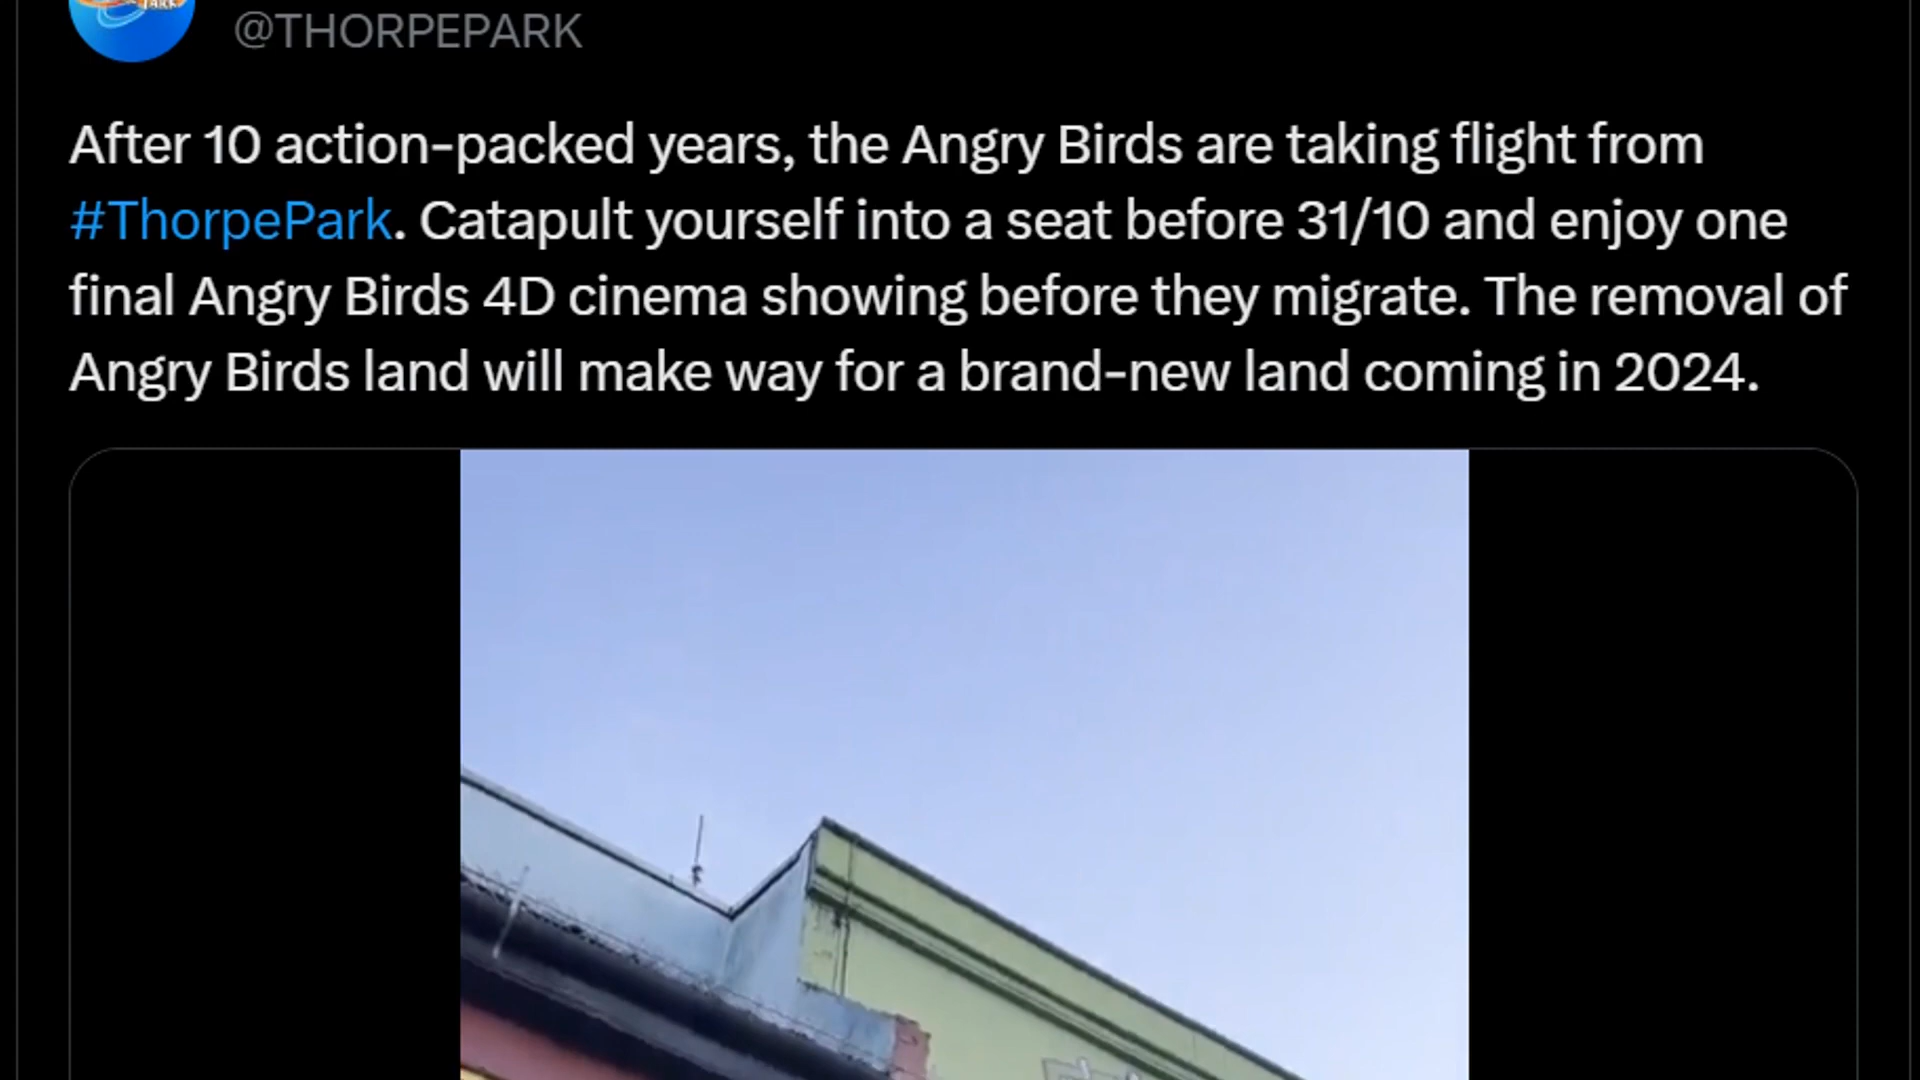 PARK
@THORPEPARK
After 10 action-packed years, the Angry Birds are taking flight from
#ThorpePark. Catapult yourself into a seat before 31/10 and enjoy one
final Angry Birds 4D cinema showing before they migrate. The removal of
Angry Birds land will make way for a brand-new land coming in 2024.